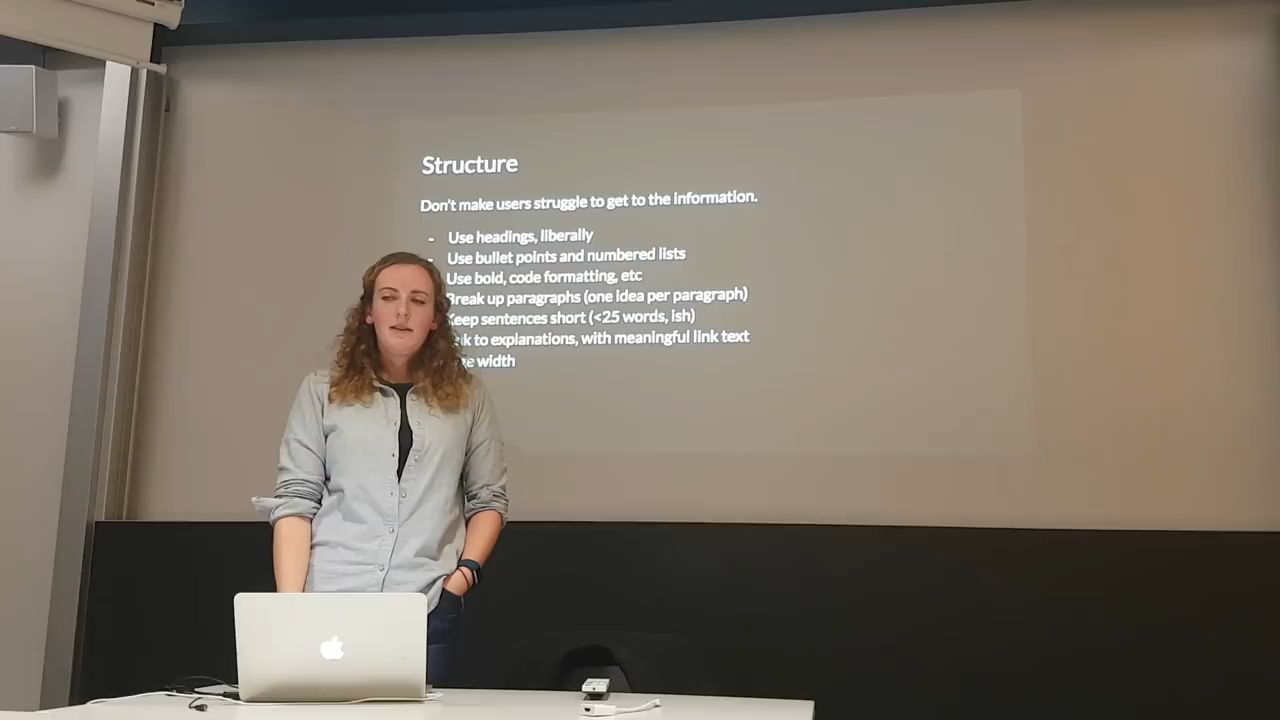 Structure
Don't make users struggle to get to the information.
- Use headings, liberally
- Use bullet points and numbered lists
Use bold, code formatting, etc
Break up paragraphs (one idea per paragraph)
Keep sentences short (<25 words, ish)
to explanations, with meaningful link text
width